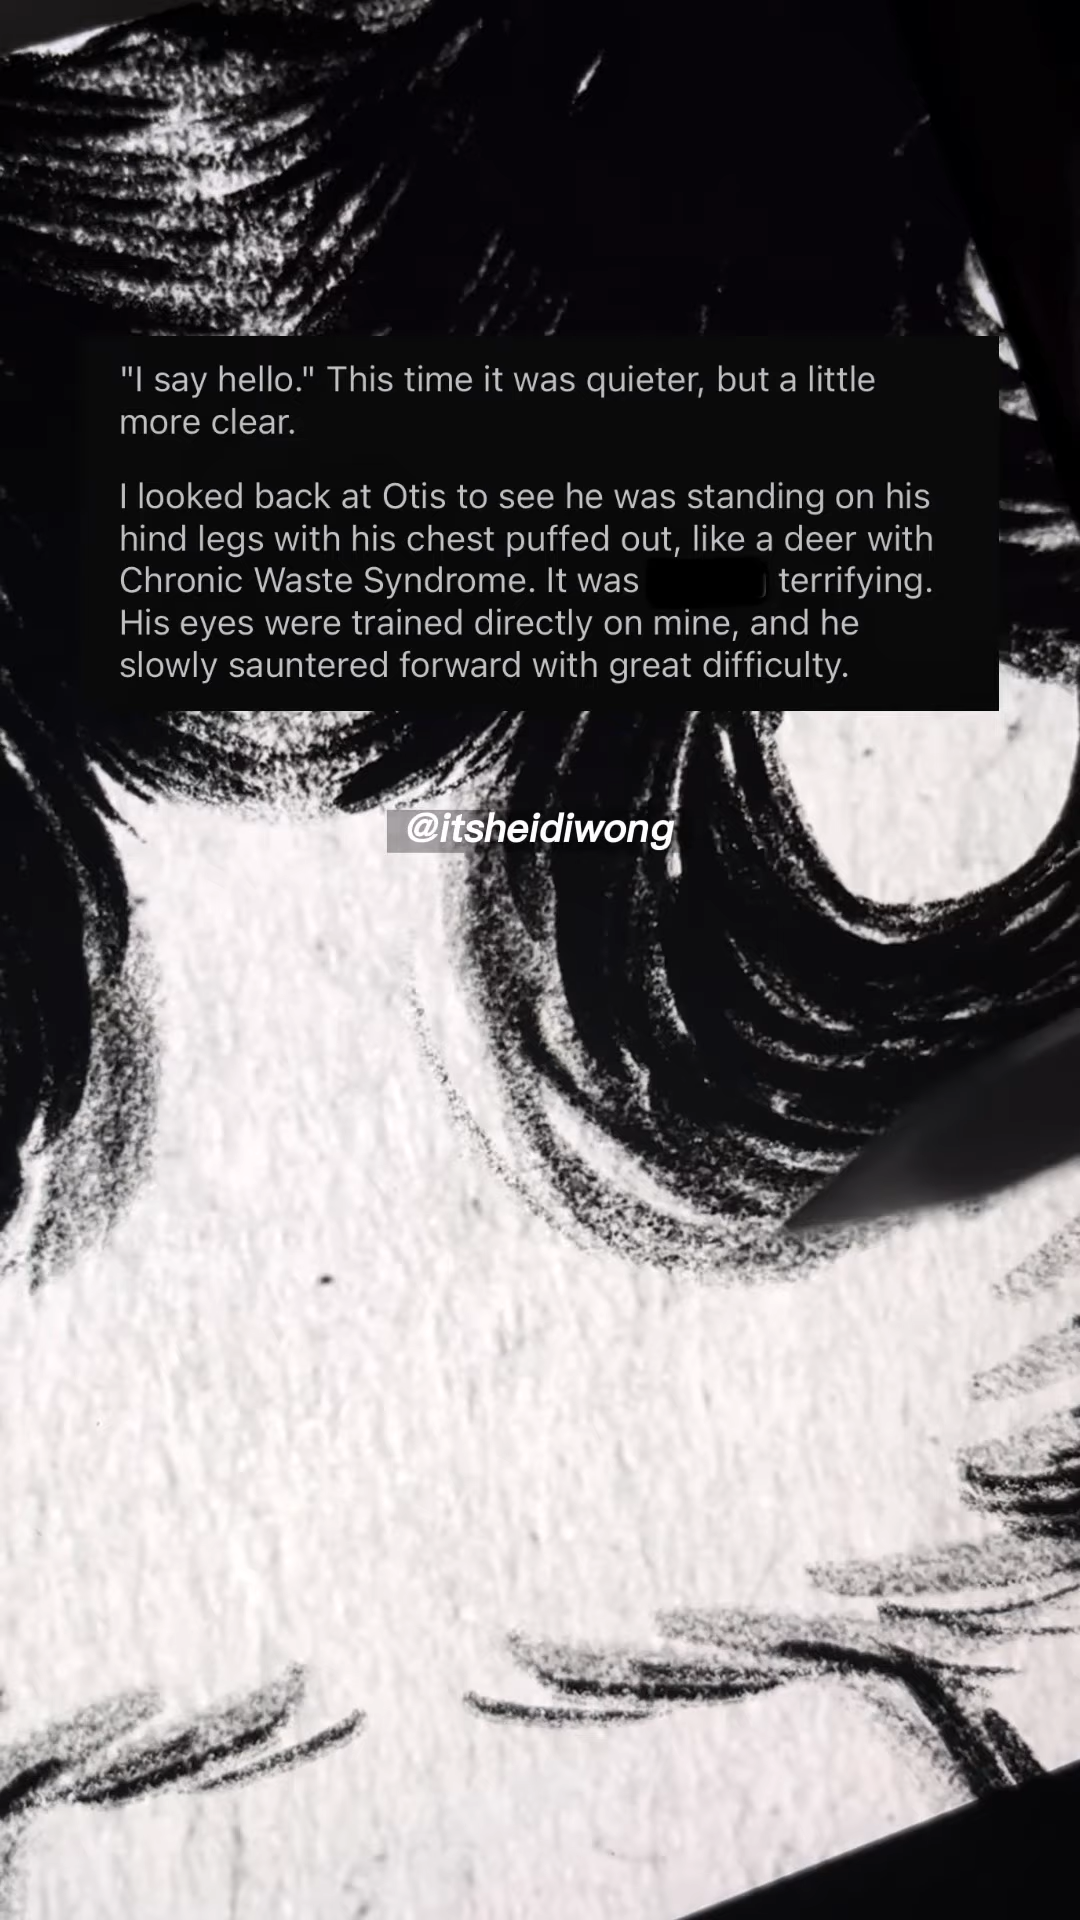 "I say hello." This time it was quieter, but a little
more clear.
I looked back at Otis to see he was standing on his
hind legs with his chest puffed out, like a deer with
Chronic Waste Syndrome. It was terrifying.
His eyes were trained directly on mine, and he
slowly sauntered forward with great difficulty.
@itsheidiwong